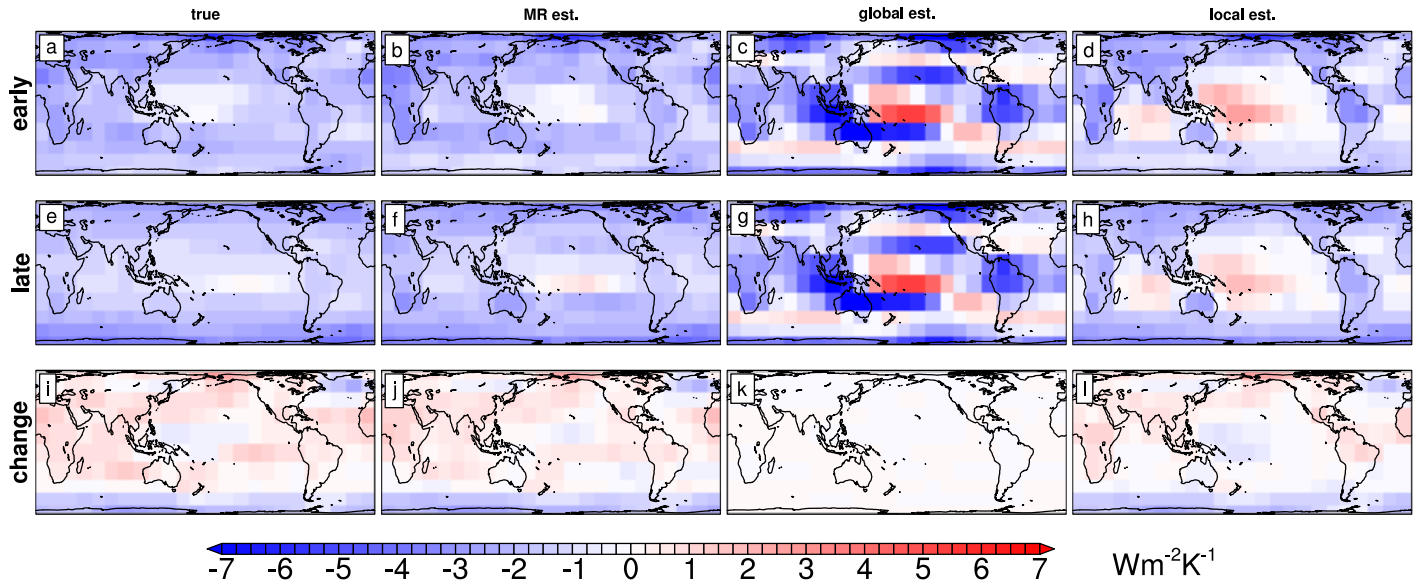 true MR est. global est. local est.
early a b c d
late e f g h
change i j k l
-7 -6 -5 -4 -3 -2 -1 0 1 2 3 4 5 6 7 Wm⁻²K⁻¹